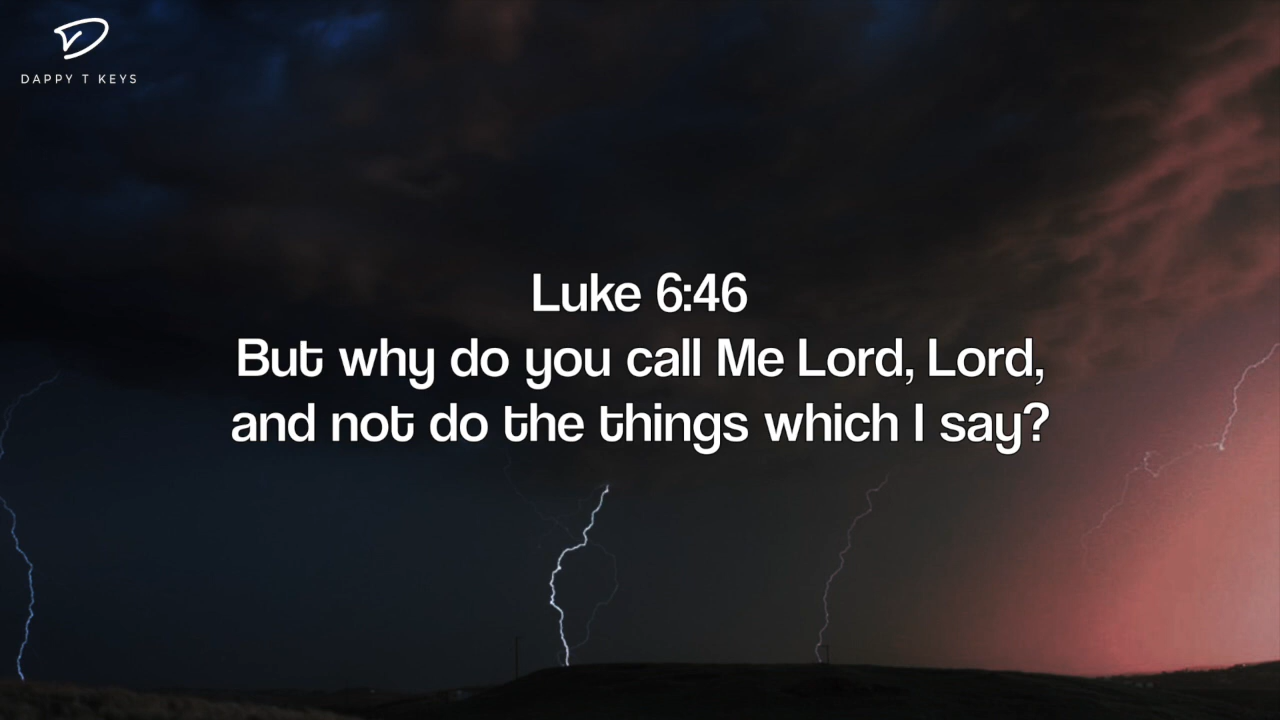 DAPPY T KEYS
Luke 6:46
But why do you call Me Lord, Lord,
and not do the things which I say?